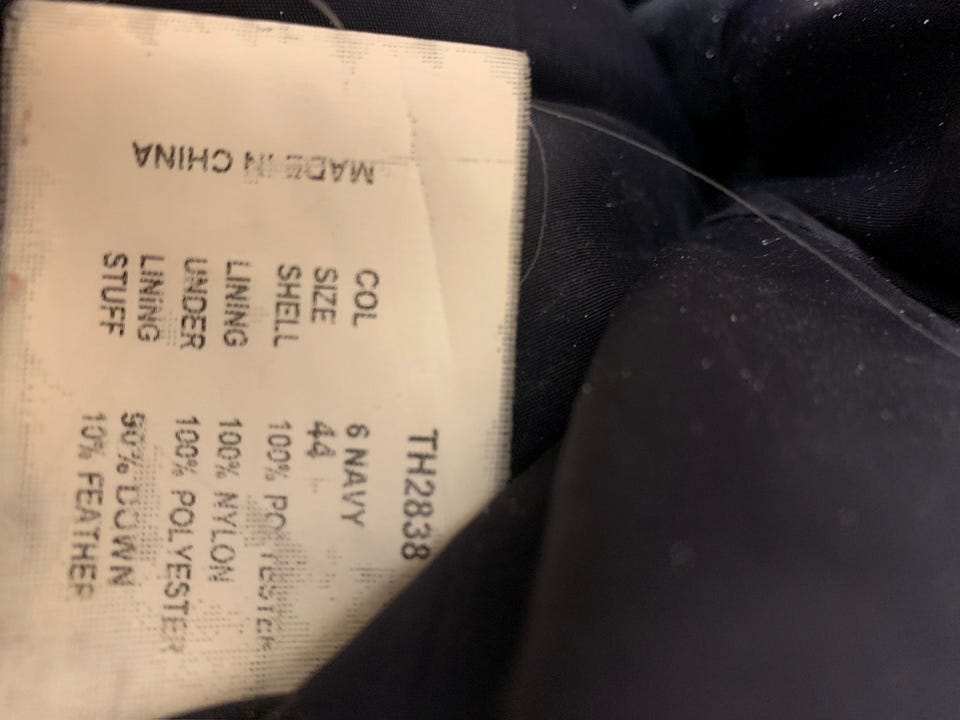 TH2838
COL 6 NAVY
SIZE 44
SHELL 100% POLYESTER
LINING 100% NYLON
UNDER 100% POLYESTER
LINING 90% DOWN
STUFF 10% FEATHER
MADE IN CHINA